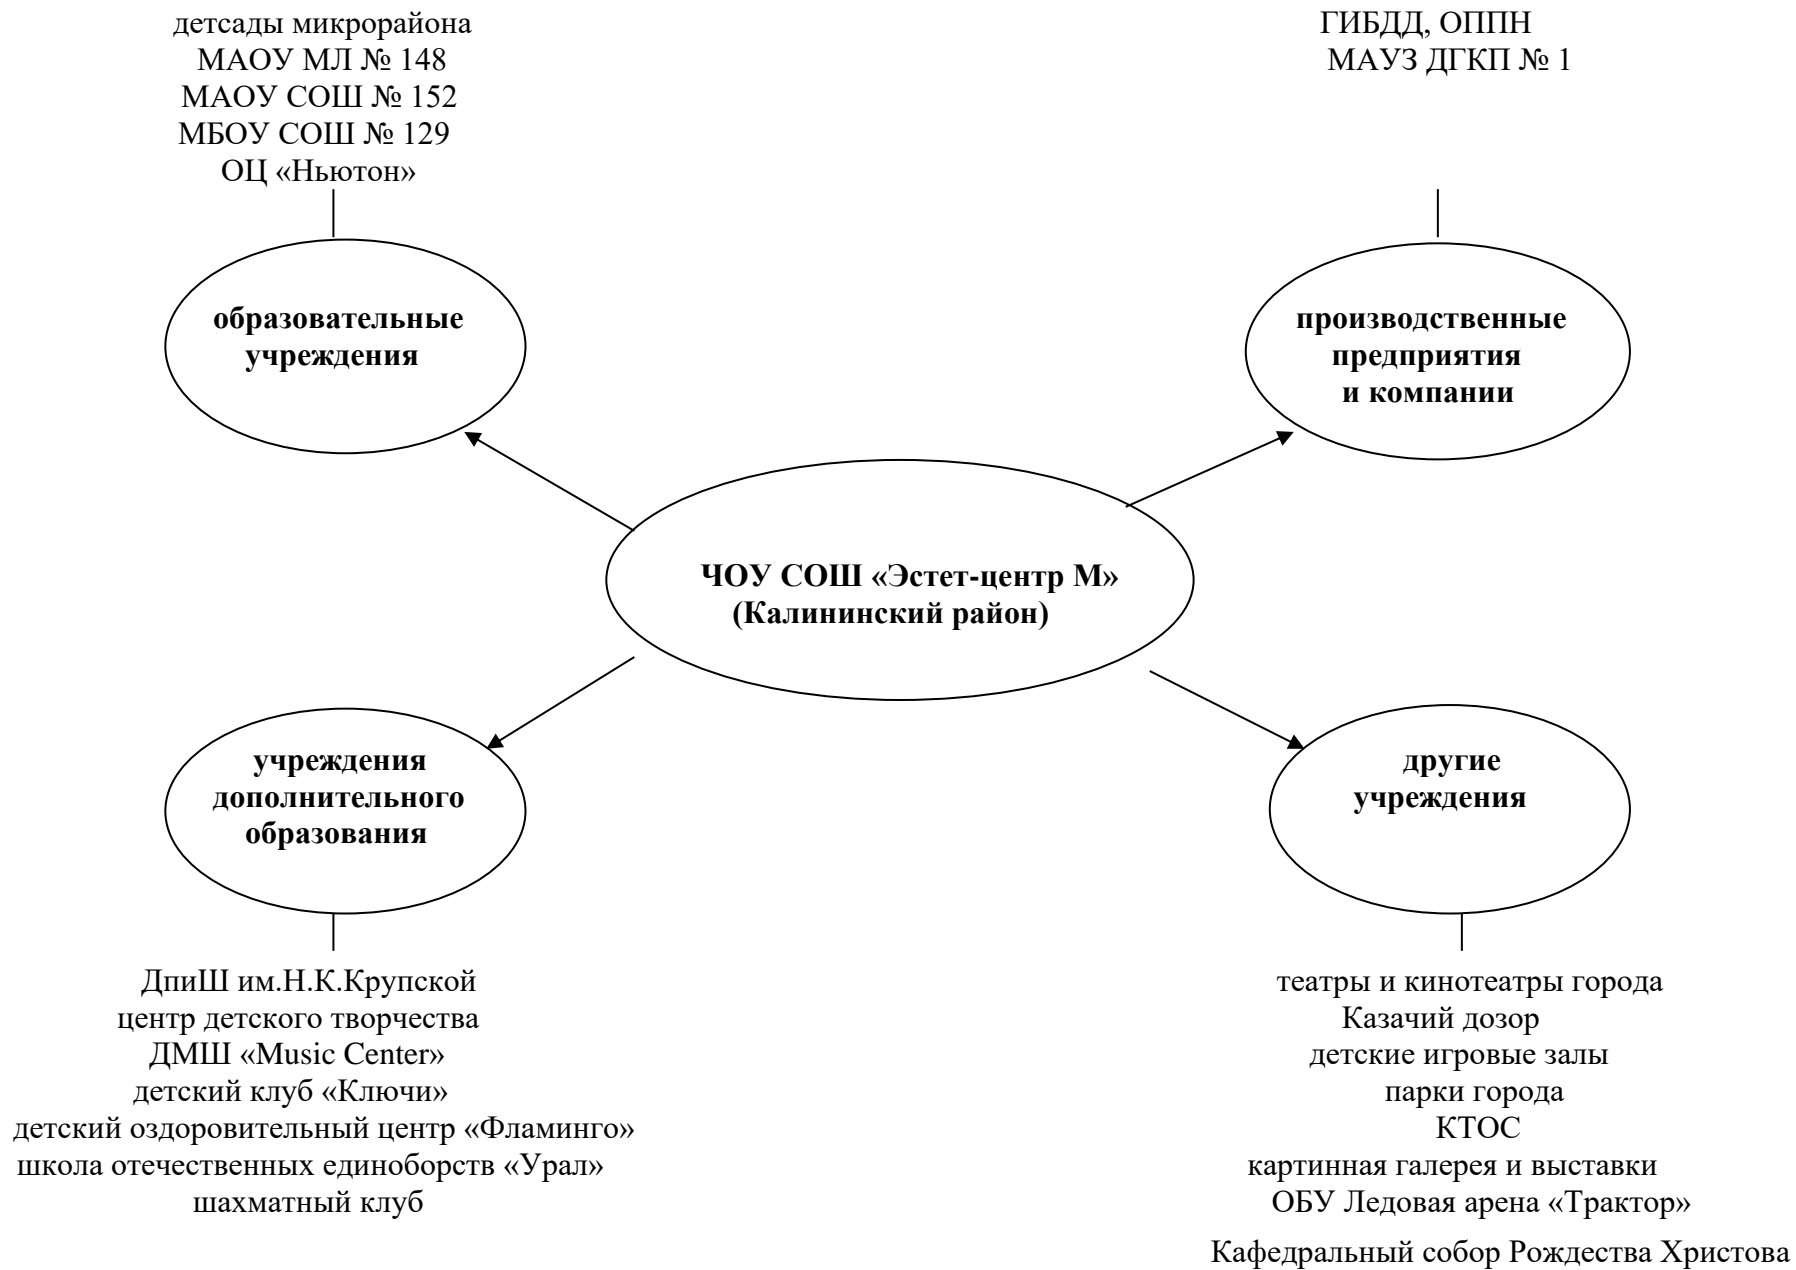 детсады микрорайона
МАОУ МЛ № 148
МАОУ СОШ № 152
МБОУ СОШ № 129
ОЦ «Ньютон»
ГИБДД, ОППН
МАУЗ ДГКП № 1
образовательные
учреждения
производственные
предприятия
и компании
ЧОУ СОШ «Эстет-центр М»
(Калининский район)
учреждения
дополнительного
образования
другие
учреждения
ДпиШ им.Н.К.Крупской
центр детского творчества
ДМШ «Music Center»
детский клуб «Ключи»
детский оздоровительный центр «Фламинго»
школа отечественных единоборств «Урал»
шахматный клуб
театры и кинотеатры города
Казачий дозор
детские игровые залы
парки города
КТОС
картинная галерея и выставки
ОБУ Ледовая арена «Трактор»
Кафедральный собор Рождества Христова